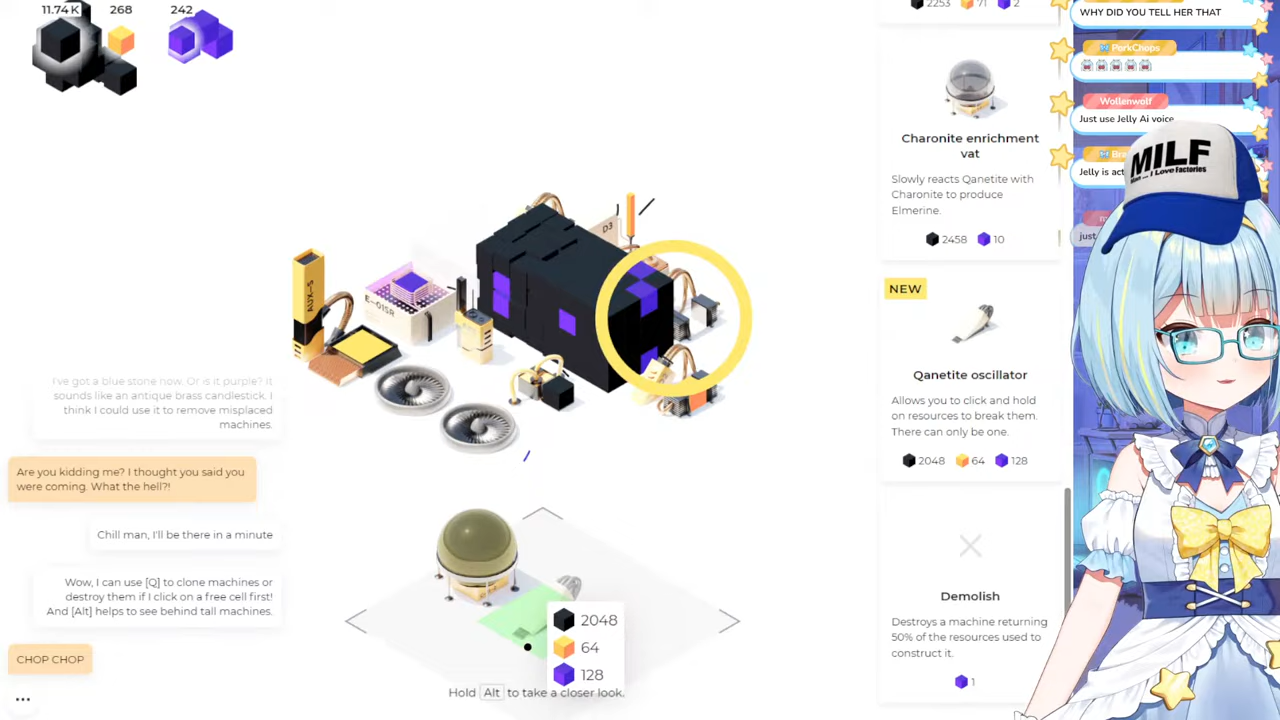 11.74 K
268
242
I've got a blue stone now. Or is it purple? It
sounds like an antique brass candlestick. I
think I could use it to remove misplaced
machines.
Are you kidding me? I thought you said you
were coming. What the hell?!
Chill man, I'll be there in a minute
Wow, I can use [Q] to clone machines or
destroy them if I click on a free cell first!
And [Alt] helps to see behind tall machines.
CHOP CHOP
...
AUX-5
E-01SR
D3
2048
64
128
Hold Alt to take a closer look.
2253 71 2
Charonite enrichment
vat
Slowly reacts Qanetite with
Charonite to produce
Elmerine.
2458 10
NEW
Qanetite oscillator
Allows you to click and hold
on resources to break them.
There can only be one.
2048 64 128
Demolish
Destroys a machine returning
50% of the resources used to
construct it.
1
WHY DID YOU TELL HER THAT
PorkChops
Wollenwolf
Just use Jelly Ai voice
Jelly is act
just
MILF
I Love Factories